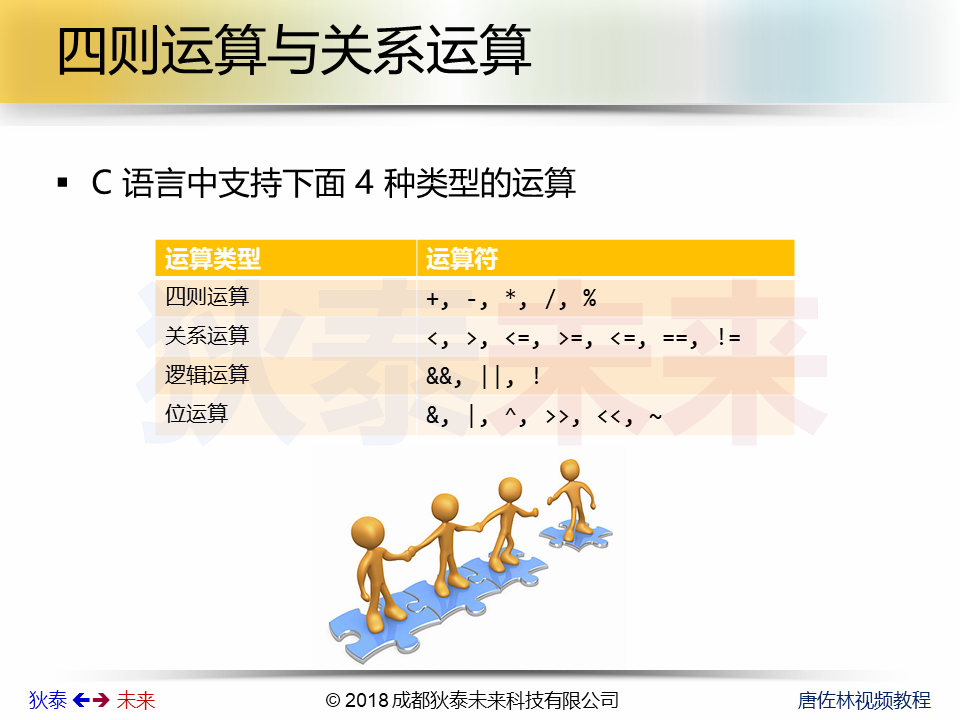 四则运算与关系运算
▪ C 语言中支持下面 4 种类型的运算
运算类型 运算符
四则运算 +, -, *, /, %
关系运算 <, >, <=, >=, <=, ==, !=
逻辑运算 &&, ||, !
位运算 &, |, ^, >>, <<, ~
狄泰未来
狄泰 🡸🡺 未来 © 2018 成都狄泰未来科技有限公司 唐佐林视频教程